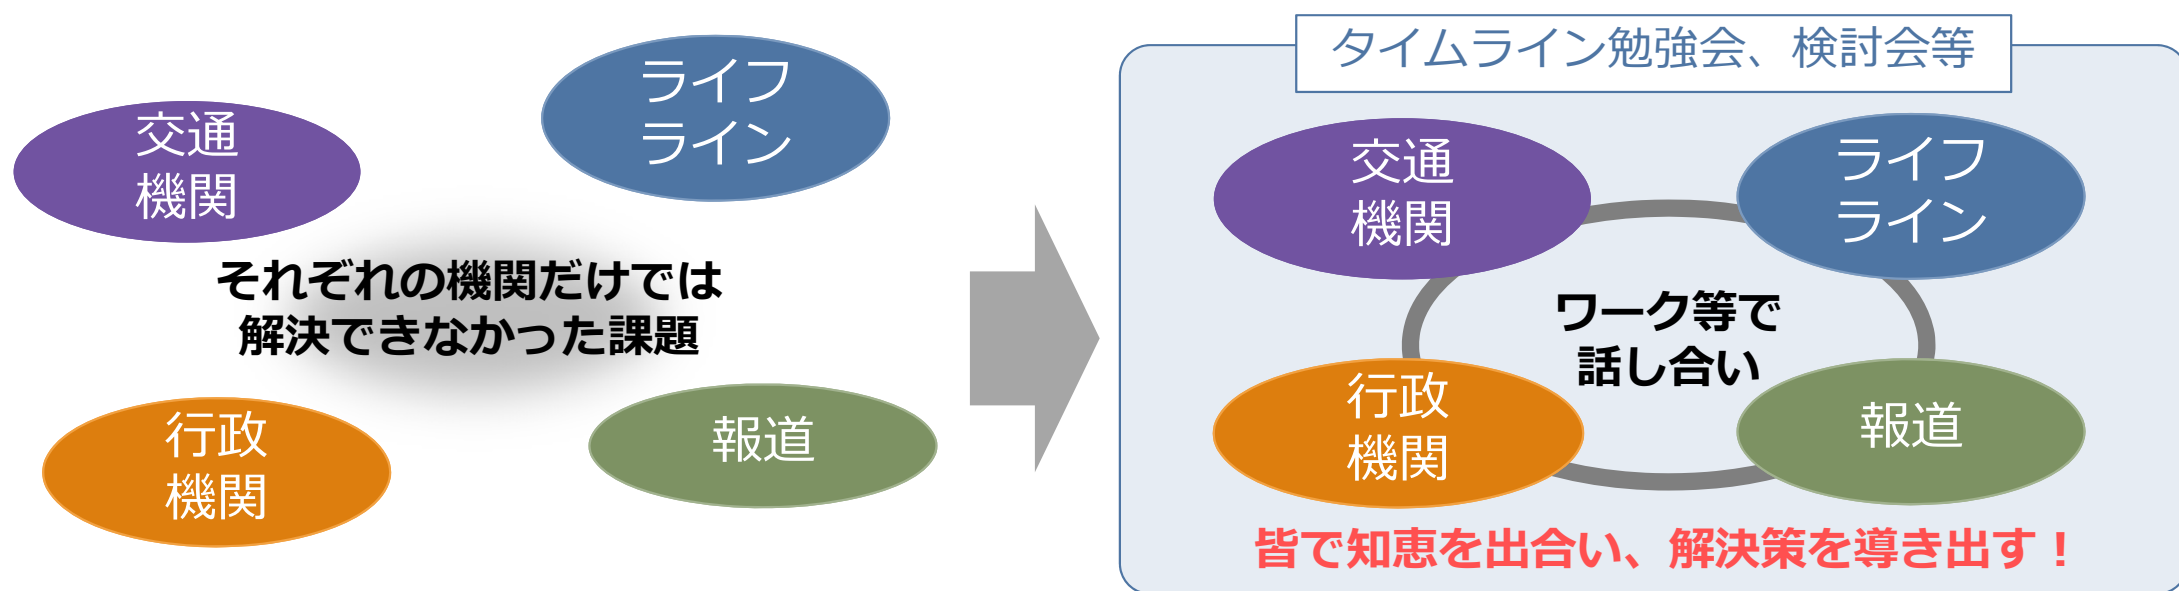 交通
機関
ライフ
ライン
それぞれの機関だけでは
解決できなかった課題
行政
機関
報道
タイムライン勉強会、検討会等
交通
機関
ライフ
ライン
ワーク等で
話し合い
行政
機関
報道
皆で知恵を出合い、解決策を導き出す！